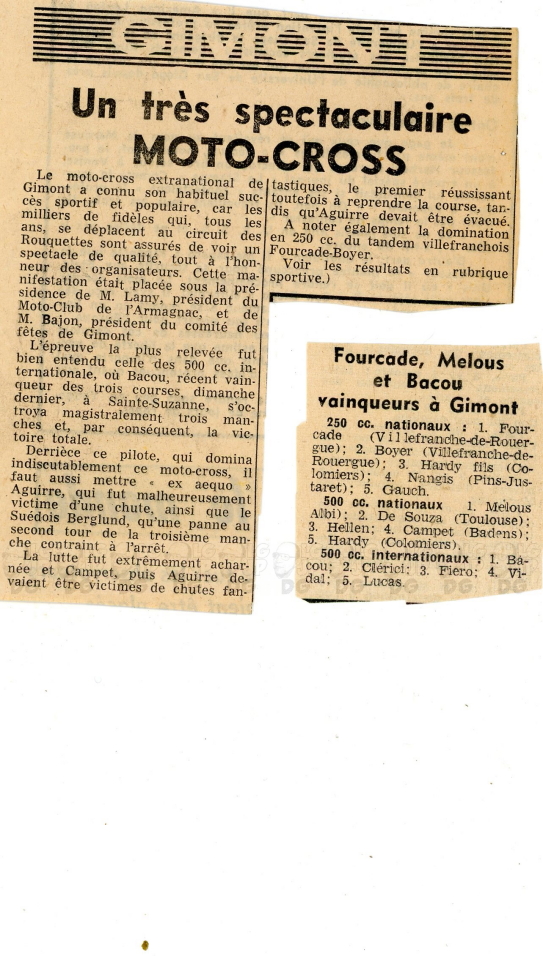 GIMONT
Un très spectaculaire
MOTO-CROSS
Le moto-cross extranational de
Gimont a connu son habituel suc-
cès sportif et populaire, car les
milliers de fidèles qui, tous les
ans, se déplacent au circuit des
Rouquettes sont assurés de voir un
spectacle de qualité, tout à l'hon-
neur des organisateurs. Cette ma-
nifestation était placée sous la pré-
sidence de M. Lamy, président du
Moto-Club de l'Armagnac, et de
M. Bajon, président du comité des
fêtes de Gimont.
L'épreuve la plus relevée fut
bien entendu celle des 500 cc. in-
ternationale, où Bacou, récent vain-
queur des trois courses, dimanche
dernier, à Sainte-Suzanne, s'oc-
troya magistralement trois man-
ches et, par conséquent, la vic-
toire totale.
Derrièce ce pilote, qui domina
indiscutablement ce moto-cross, il
faut aussi mettre « ex aequo »
Aguirre, qui fut malheureusement
victime d'une chute, ainsi que le
Suédois Berglund, qu'une panne au
second tour de la troisième man-
che contraint à l'arrêt.
La lutte fut extrêmement achar-
née et Campet, puis Aguirre de-
vaient être victimes de chutes fan-
tastiques, le premier réussissant
toutefois à reprendre la course, tan-
dis qu'Aguirre devait être évacué.
A noter également la domination
en 250 cc. du tandem villefranchois
Fourcade-Boyer.
Voir les résultats en rubrique
sportive.)
Fourcade, Melous
et Bacou
vainqueurs à Gimont
250 cc. nationaux : 1. Four-
cade (Villefranche-de-Rouer-
gue); 2. Boyer (Villefranche-de-
Rouergue); 3. Hardy fils (Co-
lomiers); 4. Nangis (Pins-Jus-
taret); 5. Gauch.
500 cc. nationaux 1. Melous
Albi); 2. De Souza (Toulouse);
3. Hellen; 4. Campet (Badens);
5. Hardy (Colomiers).
500 cc. internationaux : 1. Ba-
cou; 2. Clérici; 3. Fiero; 4. Vi-
dal; 5. Lucas.
DG DG DG DG